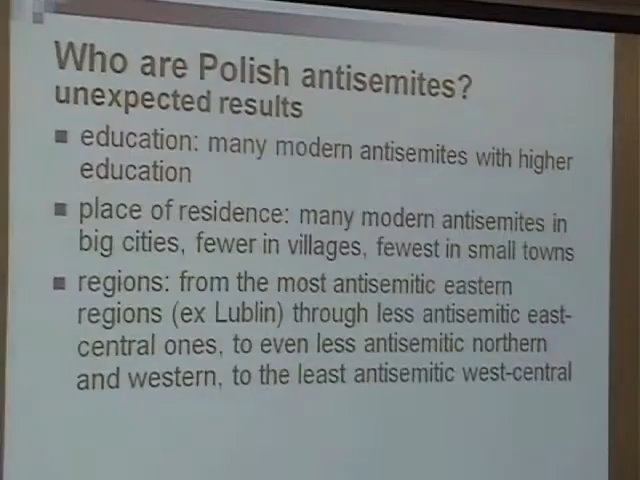 Who are Polish antisemites?
unexpected results
■ education: many modern antisemites with higher
education
■ place of residence: many modern antisemites in
big cities, fewer in villages, fewest in small towns
■ regions: from the most antisemitic eastern
regions (ex Lublin) through less antisemitic east-
central ones, to even less antisemitic northern
and western, to the least antisemitic west-central